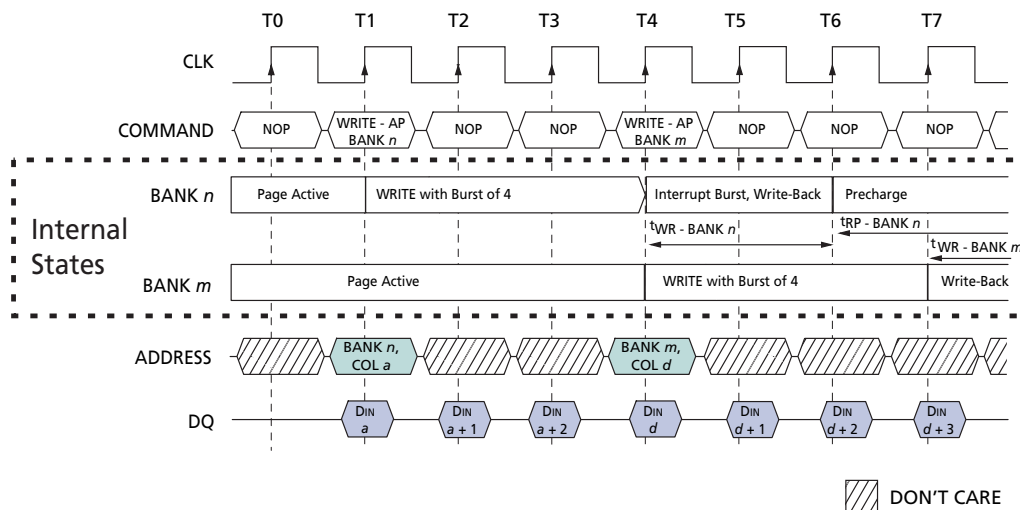 T0 T1 T2 T3 T4 T5 T6 T7
CLK
COMMAND NOP WRITE - AP BANK n NOP NOP WRITE - AP BANK m NOP NOP NOP
Internal States
BANK n Page Active WRITE with Burst of 4 Interrupt Burst, Write-Back Precharge
tWR - BANK n tRP - BANK n
tWR - BANK m
BANK m Page Active WRITE with Burst of 4 Write-Back
ADDRESS BANK n, COL a BANK m, COL d
DQ DIN a DIN a + 1 DIN a + 2 DIN d DIN d + 1 DIN d + 2 DIN d + 3
DON'T CARE